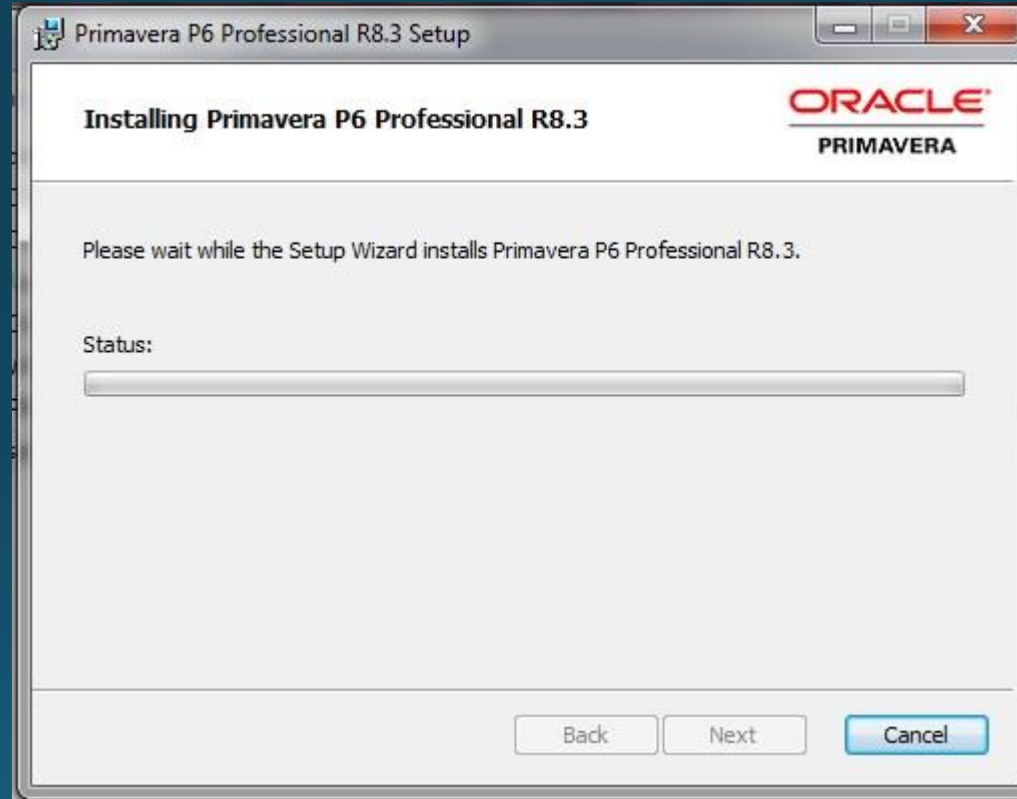 Primavera P6 Professional R8.3 Setup
Installing Primavera P6 Professional R8.3
ORACLE
PRIMAVERA
Please wait while the Setup Wizard installs Primavera P6 Professional R8.3.
Status:
Back Next Cancel